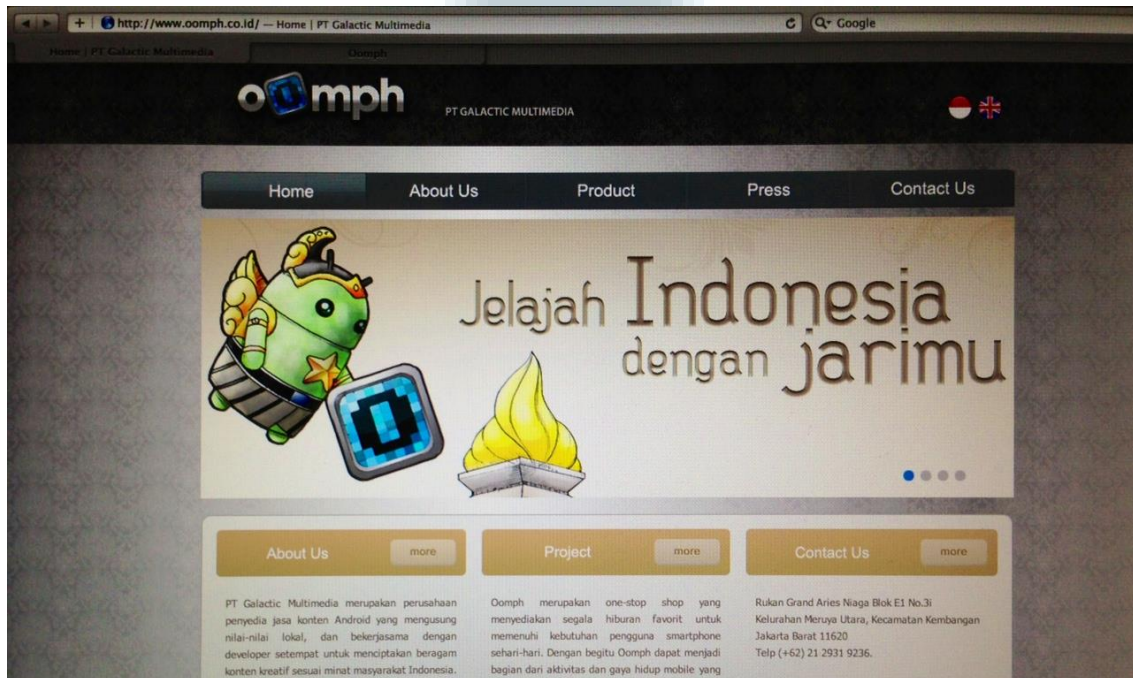 http://www.oomph.co.id/ — Home | PT Galactic Multimedia
Google
Home | PT Galactic Multimedia
Oomph
oomph
PT GALACTIC MULTIMEDIA
Home
About Us
Product
Press
Contact Us
Jelajah Indonesia
dengan jarimu
About Us
more
PT Galactic Multimedia merupakan perusahaan
penyedia jasa konten Android yang mengusung
nilai-nilai lokal, dan bekerjasama dengan
developer setempat untuk menciptakan beragam
konten kreatif sesuai minat masyarakat Indonesia.
Project
more
Oomph merupakan one-stop shop yang
menyediakan segala hiburan favorit untuk
memenuhi kebutuhan pengguna smartphone
sehari-hari. Dengan begitu Oomph dapat menjadi
bagian dari aktivitas dan gaya hidup mobile yang
Contact Us
more
Rukan Grand Aries Niaga Blok E1 No.3i
Kelurahan Meruya Utara, Kecamatan Kembangan
Jakarta Barat 11620
Telp (+62) 21 2931 9236.